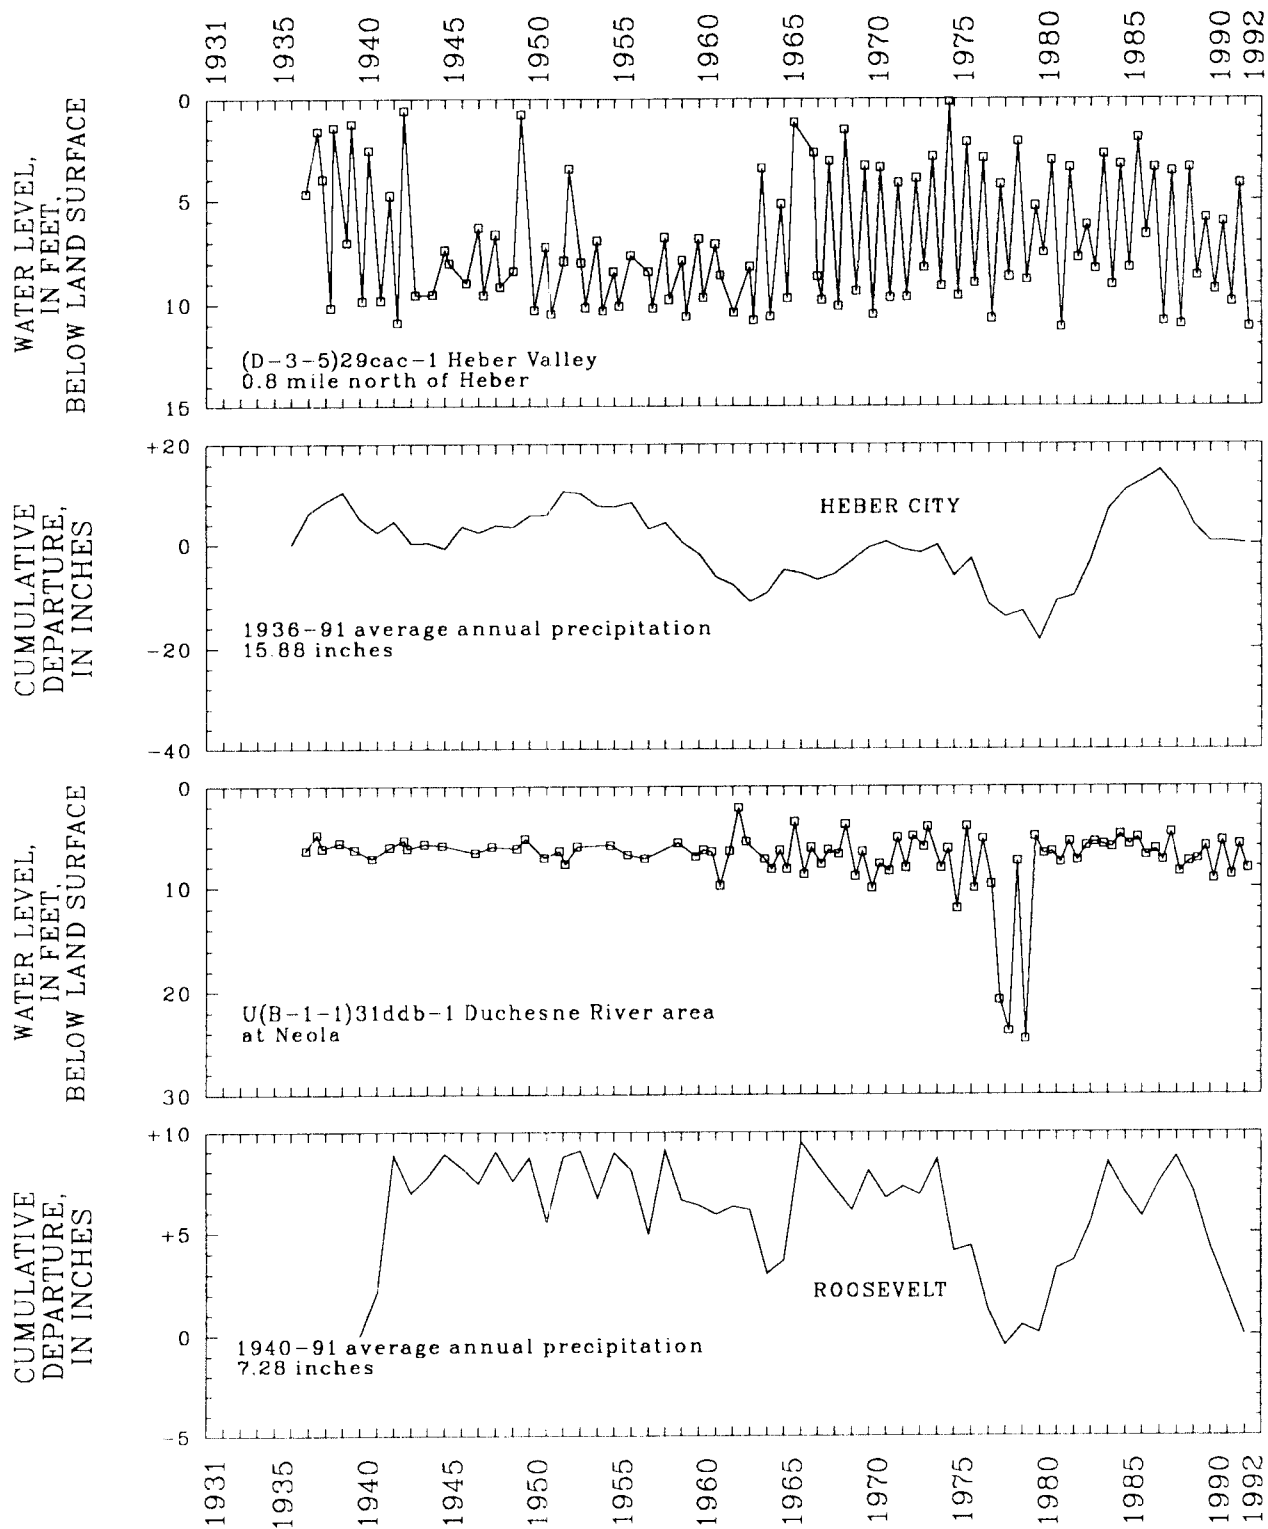 1931 1935 1940 1945 1950 1955 1960 1965 1970 1975 1980 1985 1990 1992
WATER LEVEL,
IN FEET,
BELOW LAND SURFACE
0
5
10
15
(D-3-5)29cac-1 Heber Valley
0.8 mile north of Heber
CUMULATIVE
DEPARTURE,
IN INCHES
+20
0
-20
-40
HEBER CITY
1936-91 average annual precipitation
15.88 inches
WATER LEVEL,
IN FEET,
BELOW LAND SURFACE
0
10
20
30
U(B-1-1)31ddb-1 Duchesne River area
at Neola
CUMULATIVE
DEPARTURE,
IN INCHES
+10
+5
0
-5
ROOSEVELT
1940-91 average annual precipitation
7.28 inches
1931 1935 1940 1945 1950 1955 1960 1965 1970 1975 1980 1985 1990 1992